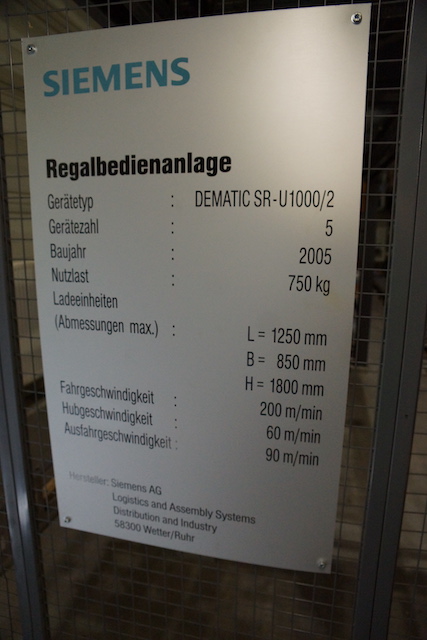 SIEMENS
Regalbedienanlage
Gerätetyp : DEMATIC SR-U1000/2
Gerätezahl : 5
Baujahr : 2005
Nutzlast : 750 kg
Ladeeinheiten
(Abmessungen max.) : L = 1250 mm
B = 850 mm
H = 1800 mm
Fahrgeschwindigkeit : 200 m/min
Hubgeschwindigkeit : 60 m/min
Ausfahrgeschwindigkeit : 90 m/min
Hersteller: Siemens AG
Logistics and Assembly Systems
Distribution and Industry
58300 Wetter/Ruhr